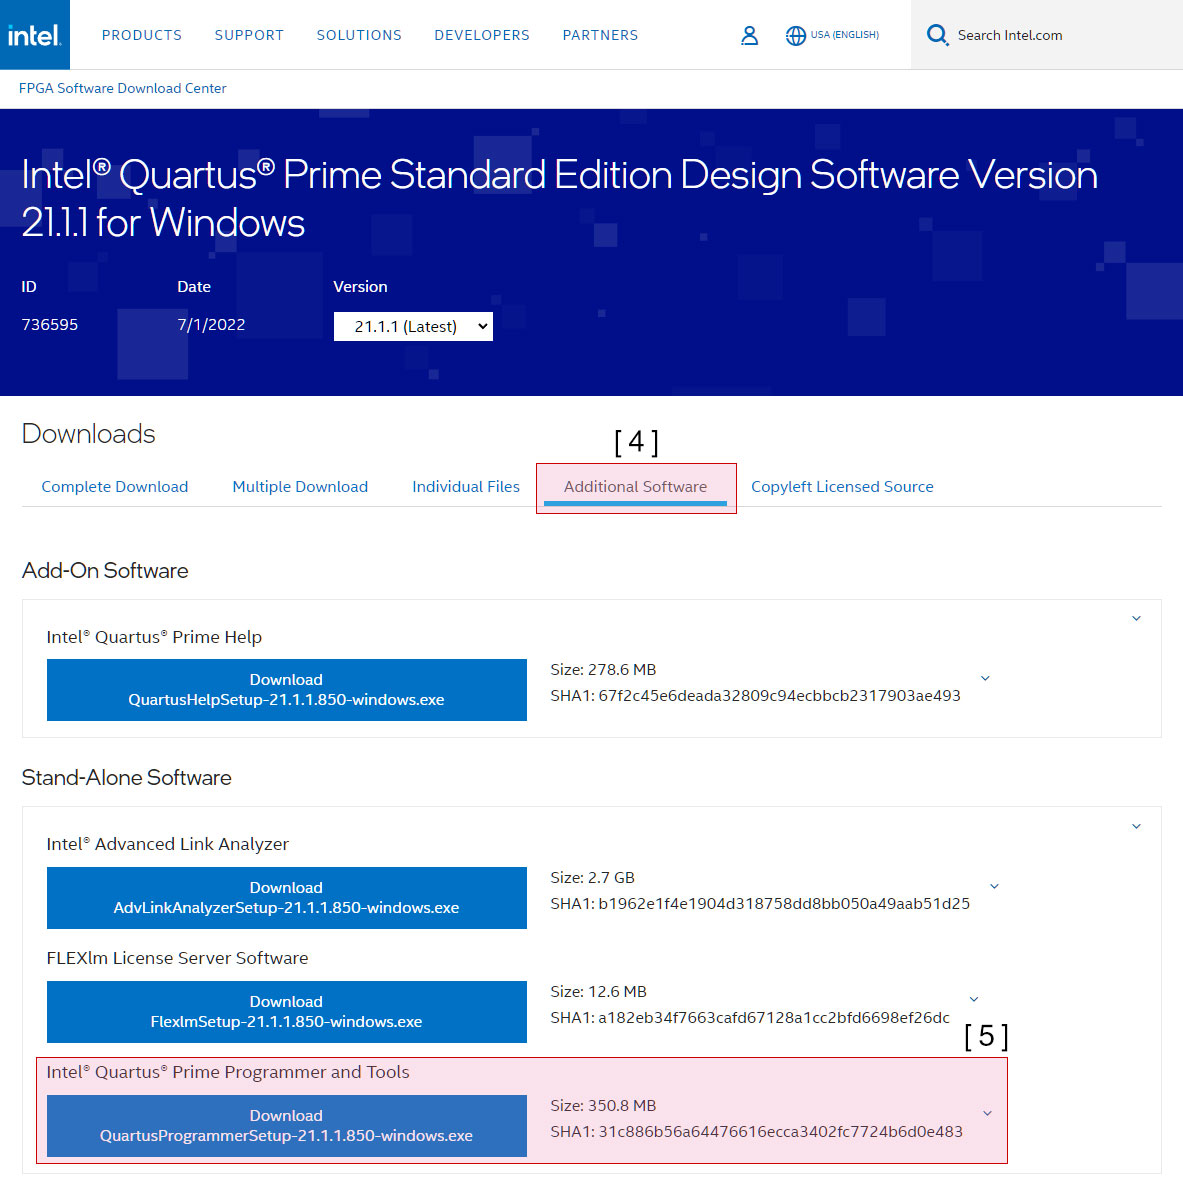 intel.
PRODUCTS SUPPORT SOLUTIONS DEVELOPERS PARTNERS USA (ENGLISH) Search Intel.com
FPGA Software Download Center
Intel® Quartus® Prime Standard Edition Design Software Version
21.1.1 for Windows
ID Date Version
736595 7/1/2022 21.1.1 (Latest)
Downloads
[ 4 ]
Complete Download Multiple Download Individual Files Additional Software Copyleft Licensed Source
Add-On Software
Intel® Quartus® Prime Help
Download
QuartusHelpSetup-21.1.1.850-windows.exe
Size: 278.6 MB
SHA1: 67f2c45e6deada32809c94ecbbcb2317903ae493
Stand-Alone Software
Intel® Advanced Link Analyzer
Download
AdvLinkAnalyzerSetup-21.1.1.850-windows.exe
Size: 2.7 GB
SHA1: b1962e1f4e1904d318758dd8bb050a49aab51d25
FLEXlm License Server Software
Download
FlexlmSetup-21.1.1.850-windows.exe
Size: 12.6 MB
SHA1: a182eb34f7663cafd67128a1cc2bfd6698ef26dc
[ 5 ]
Intel® Quartus® Prime Programmer and Tools
Download
QuartusProgrammerSetup-21.1.1.850-windows.exe
Size: 350.8 MB
SHA1: 31c886b56a64476616ecca3402fc7724b6d0e483